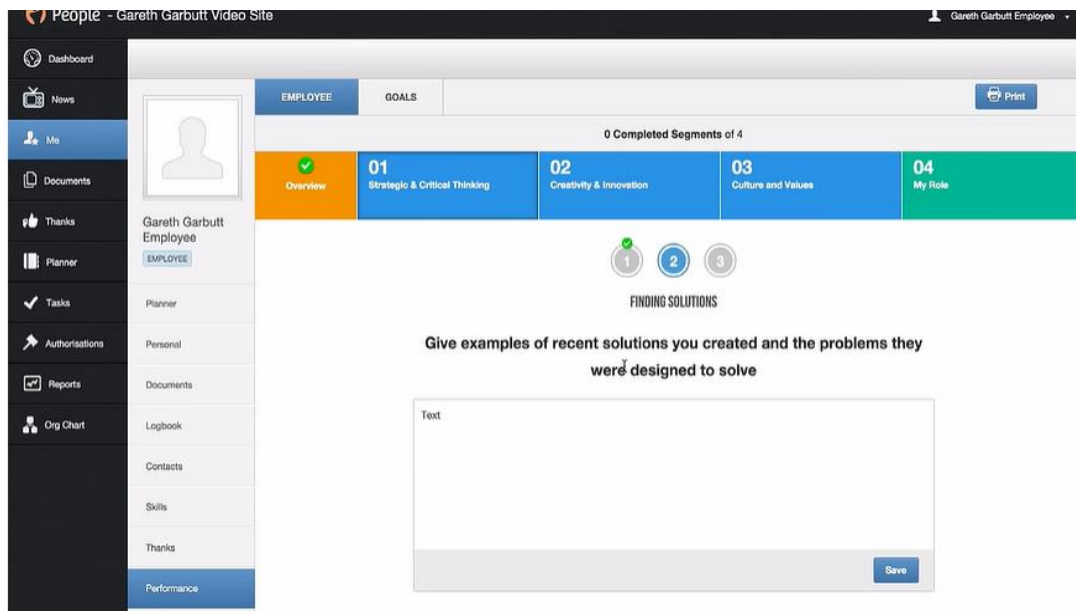 People - Gareth Garbutt Video Site
Gareth Garbutt Employee
Dashboard
News
Me
Documents
Thanks
Planner
Tasks
Authorisations
Reports
Org Chart
Gareth Garbutt
Employee
EMPLOYEE
Planner
Personal
Documents
Logbook
Contacts
Skills
Thanks
Performance
EMPLOYEE
GOALS
Print
0 Completed Segments of 4
Overview
01
Strategic & Critical Thinking
02
Creativity & Innovation
03
Culture and Values
04
My Role
1 2 3
FINDING SOLUTIONS
Give examples of recent solutions you created and the problems they
were designed to solve
Text
Save